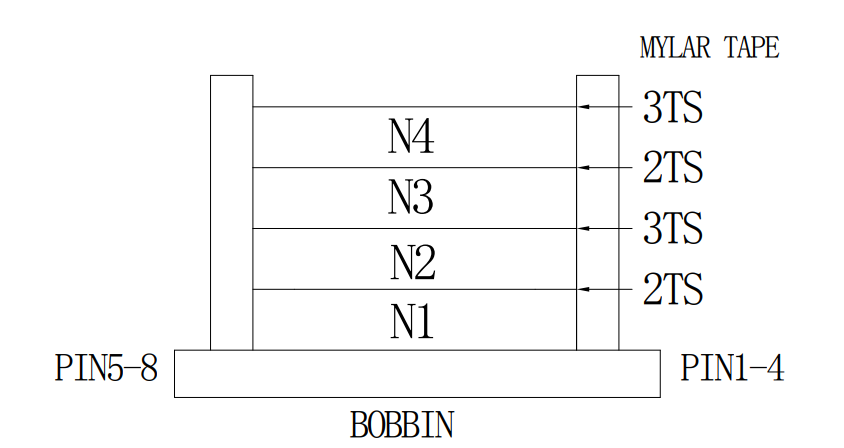 MYLAR TAPE
3TS
N4
2TS
N3
3TS
N2
2TS
N1
PIN5-8
PIN1-4
BOBBIN